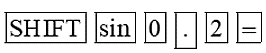 SHIFT sin 0 . 2 =